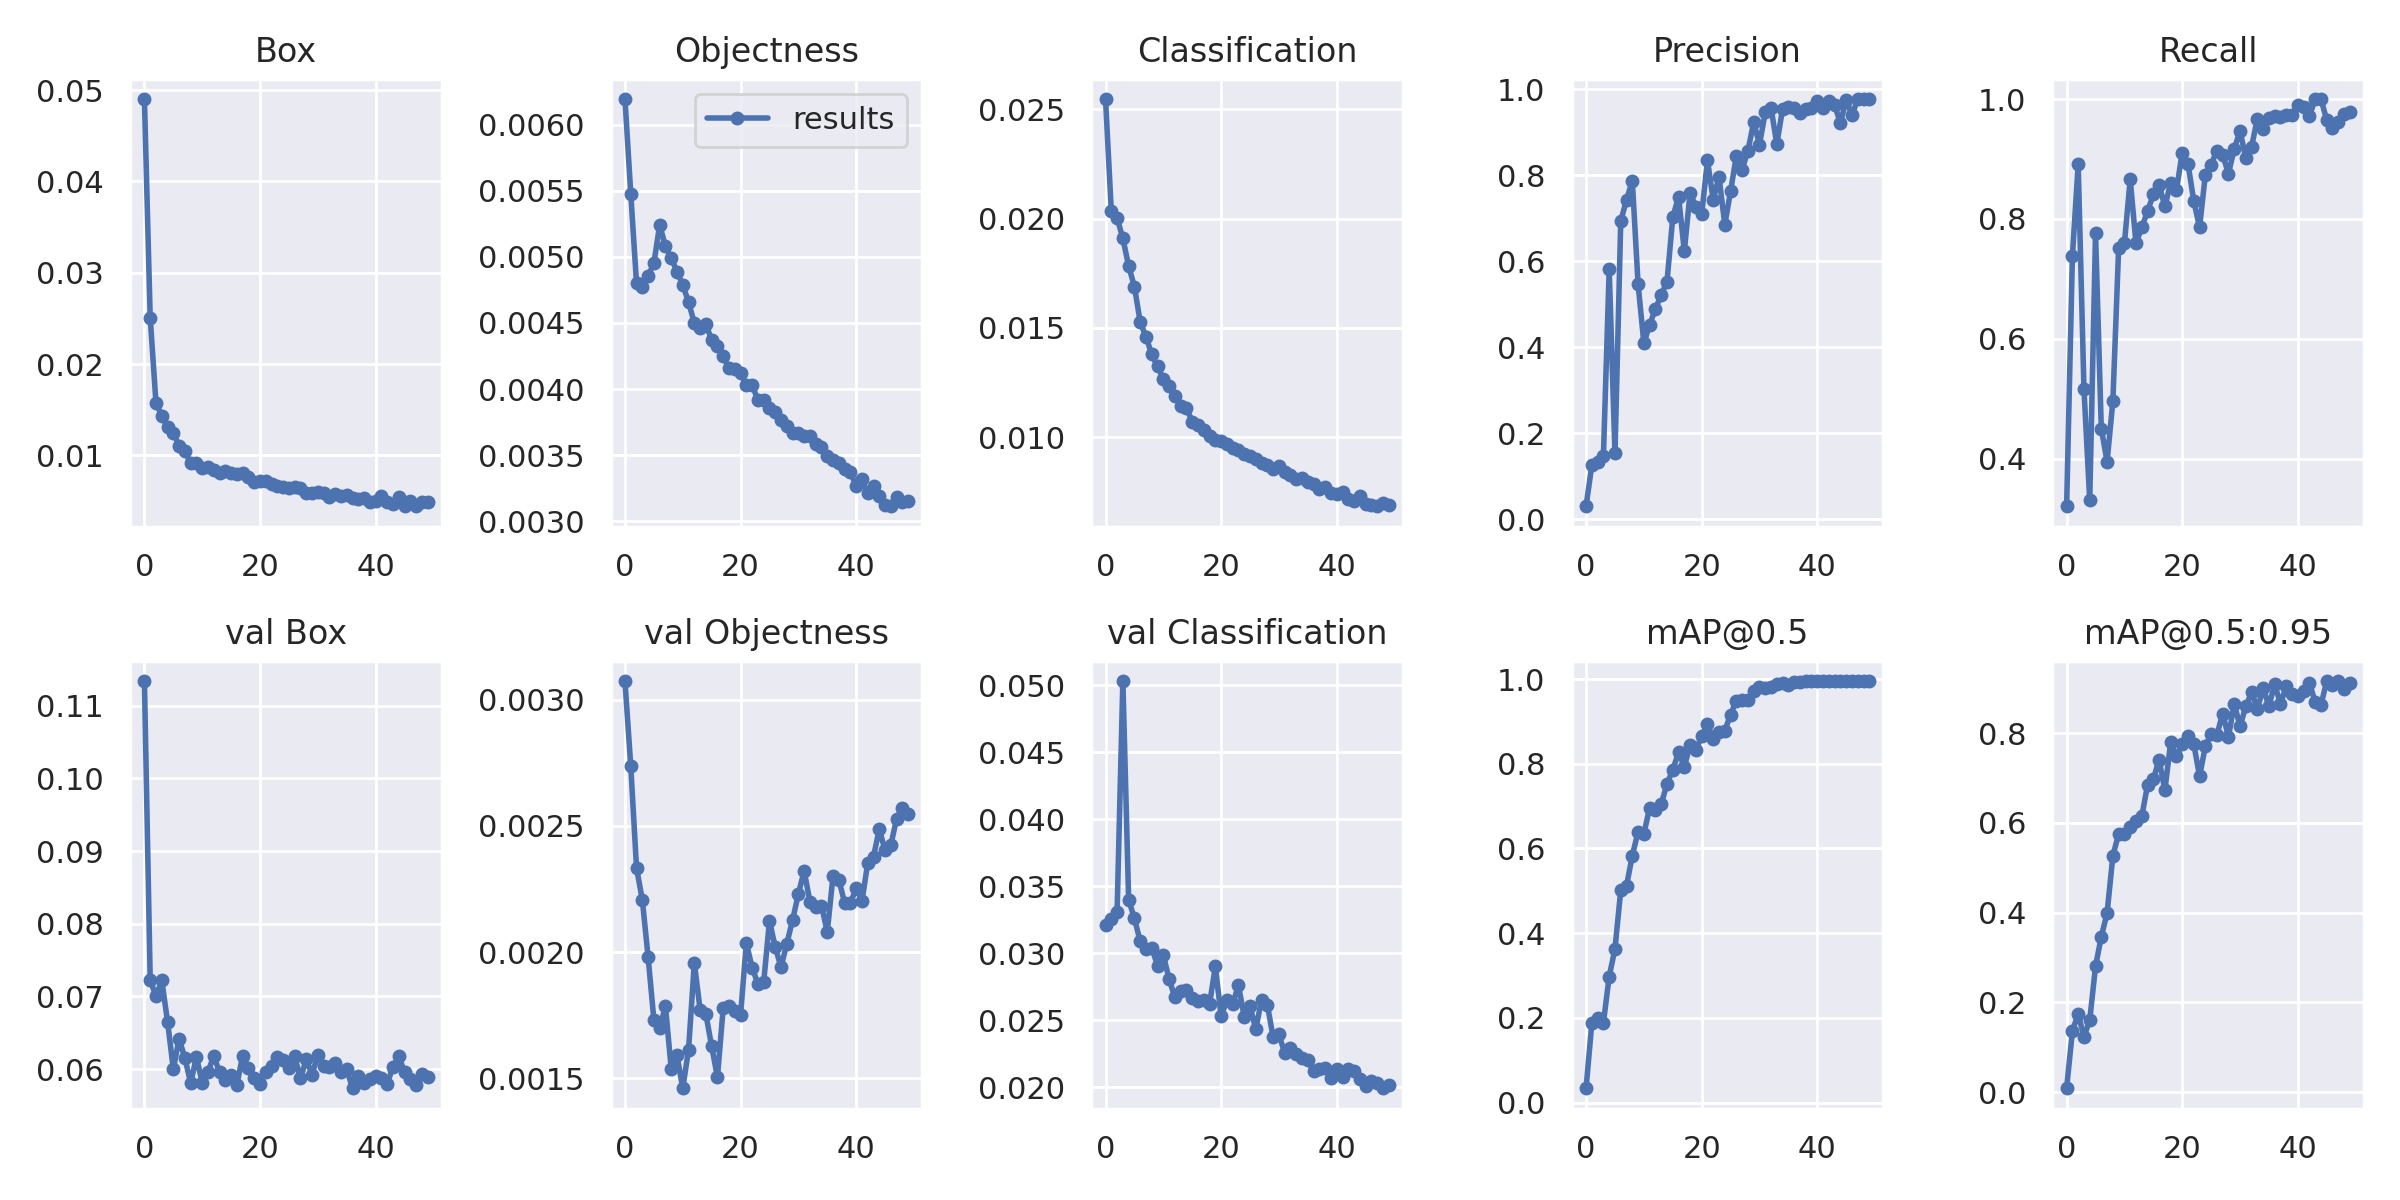 Box
0.05
0.04
0.03
0.02
0.01
0 20 40
Objectness
results
0.0060
0.0055
0.0050
0.0045
0.0040
0.0035
0.0030
0 20 40
Classification
0.025
0.020
0.015
0.010
0 20 40
Precision
1.0
0.8
0.6
0.4
0.2
0.0
0 20 40
Recall
1.0
0.8
0.6
0.4
0 20 40
val Box
0.11
0.10
0.09
0.08
0.07
0.06
0 20 40
val Objectness
0.0030
0.0025
0.0020
0.0015
0 20 40
val Classification
0.050
0.045
0.040
0.035
0.030
0.025
0.020
0 20 40
mAP@0.5
1.0
0.8
0.6
0.4
0.2
0.0
0 20 40
mAP@0.5:0.95
0.8
0.6
0.4
0.2
0.0
0 20 40